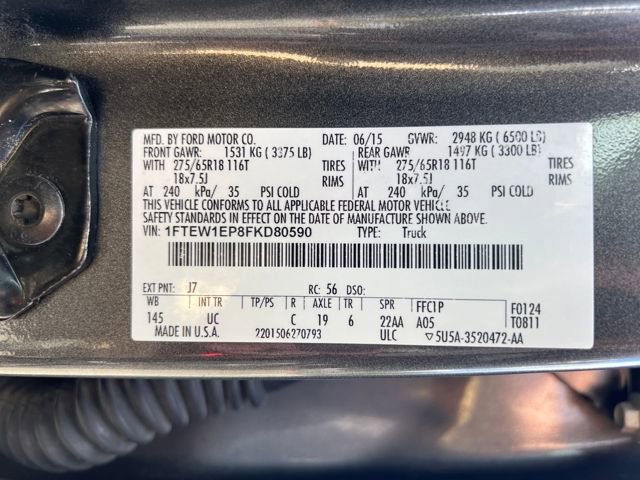 MFD. BY FORD MOTOR CO. DATE: 06/15 GVWR: 2948 KG ( 6500 LB)
FRONT GAWR: 1531 KG ( 3375 LB) REAR GAWR: 1497 KG ( 3300 LB)
WITH 275/65R18 116T TIRES WITH: 275/65R18 116T TIRES
18x7.5J RIMS 18x7.5J RIMS
AT 240 kPa/ 35 PSI COLD AT 240 kPa/ 35 PSI COLD
THIS VEHICLE CONFORMS TO ALL APPLICABLE FEDERAL MOTOR VEHICLE
SAFETY STANDARDS IN EFFECT ON THE DATE OF MANUFACTURE SHOWN ABOVE.
VIN: 1FTEW1EP8FKD80590 TYPE: Truck
EXT PNT: J7 RC: 56 DSO:
WB INT TR TP/PS R AXLE TR SPR FFC1P F0124
145 UC C 19 6 22AA A05 T0811
MADE IN U.S.A. 2201506270793 ULC ▽5U5A-3520472-AA